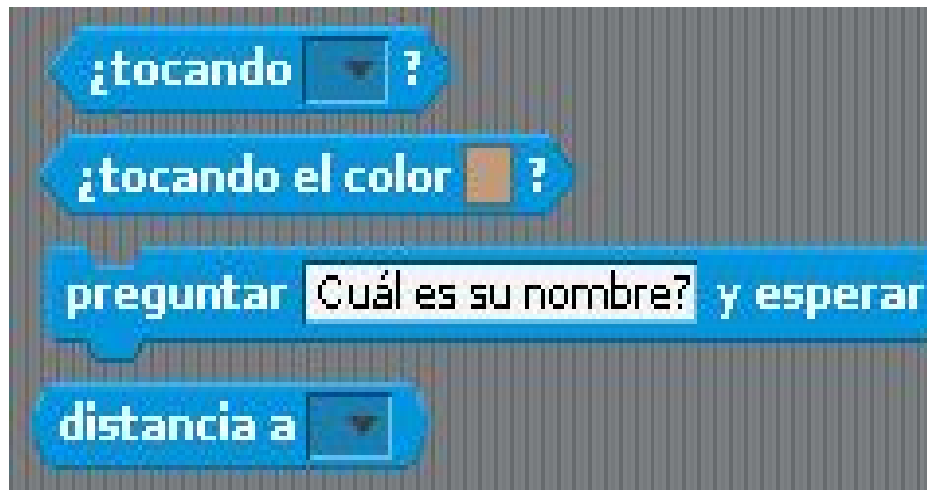 ¿tocando ?
¿tocando el color ?
preguntar Cuál es su nombre? y esperar
distancia a